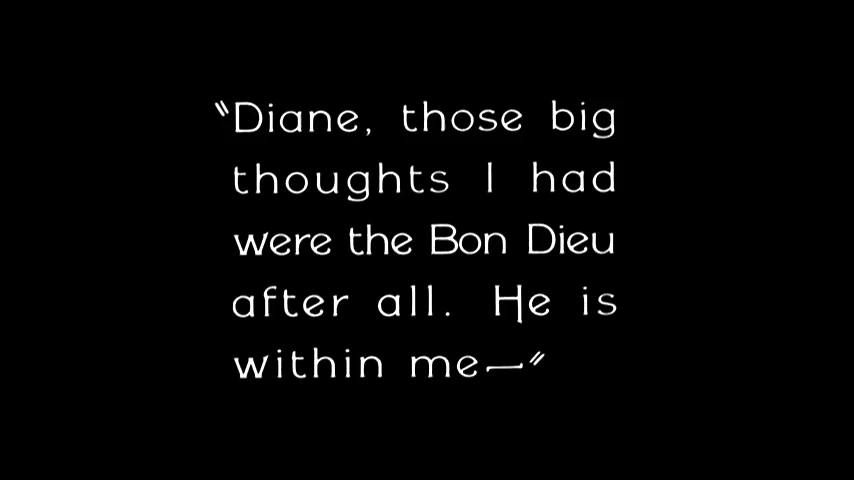 "Diane, those big
thoughts I had
were the Bon Dieu
after all. He is
within me—"